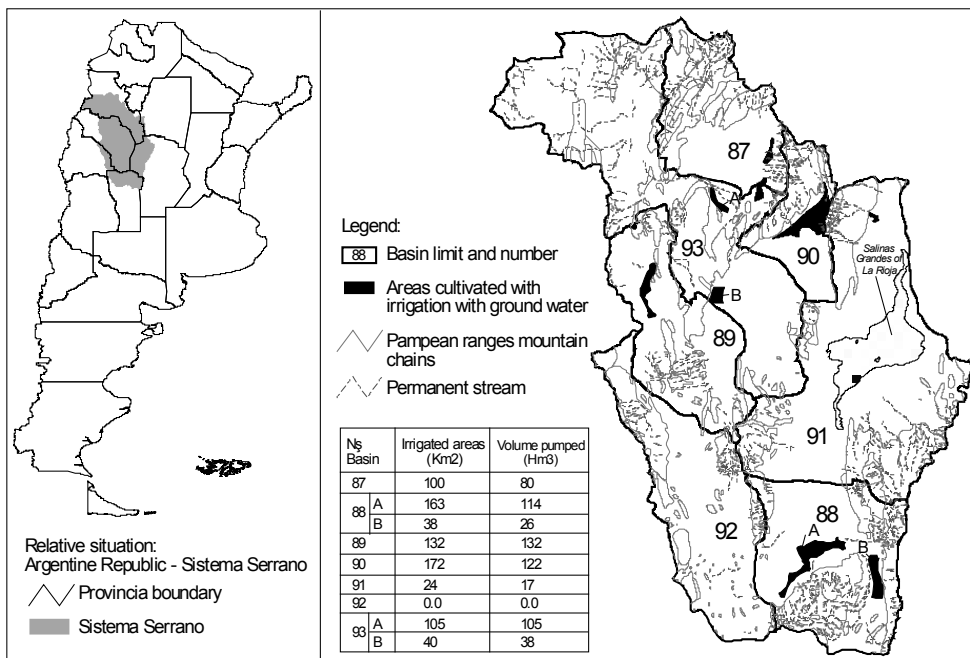 Relative situation:
Argentine Republic - Sistema Serrano
Provincia boundary
Sistema Serrano
Legend:
88 Basin limit and number
Areas cultivated with
irrigation with ground water
Pampean ranges mountain
chains
Permanent stream
Nş Basin Irrigated areas (Km2) Volume pumped (Hm3)
87 100 80
88 A 163 114
B 38 26
89 132 132
90 172 122
91 24 17
92 0.0 0.0
93 A 105 105
B 40 38
87
A
93
90
Salinas
Grandes of
La Rioja
B
89
91
88
A
B
92